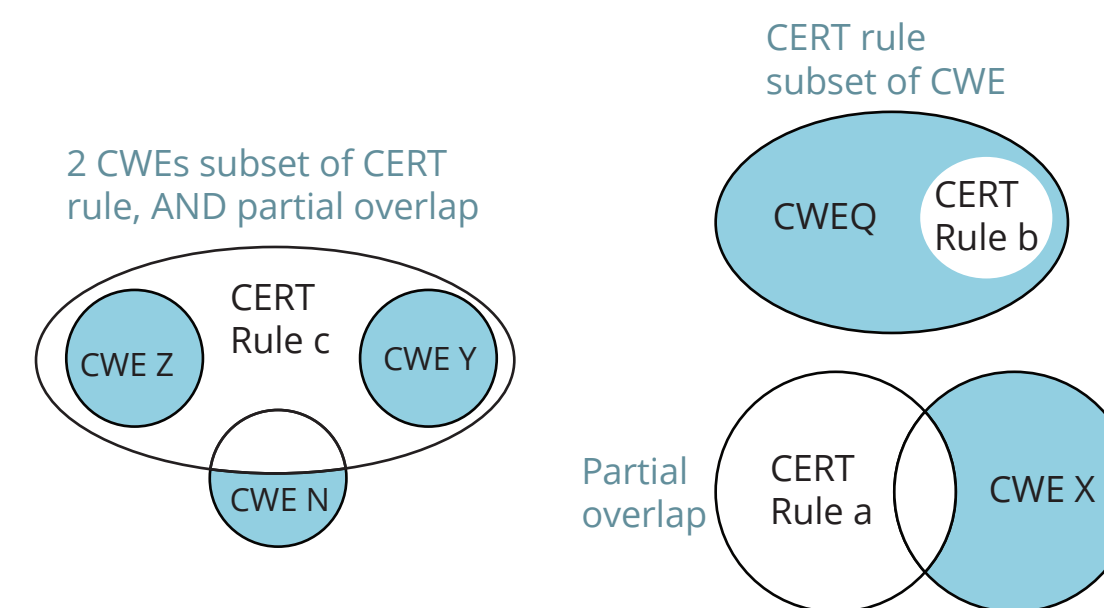 2 CWEs subset of CERT
rule, AND partial overlap
CERT
Rule c
CWE Z
CWE Y
CWE N
CERT rule
subset of CWE
CWEQ
CERT
Rule b
Partial
overlap
CERT
Rule a
CWE X